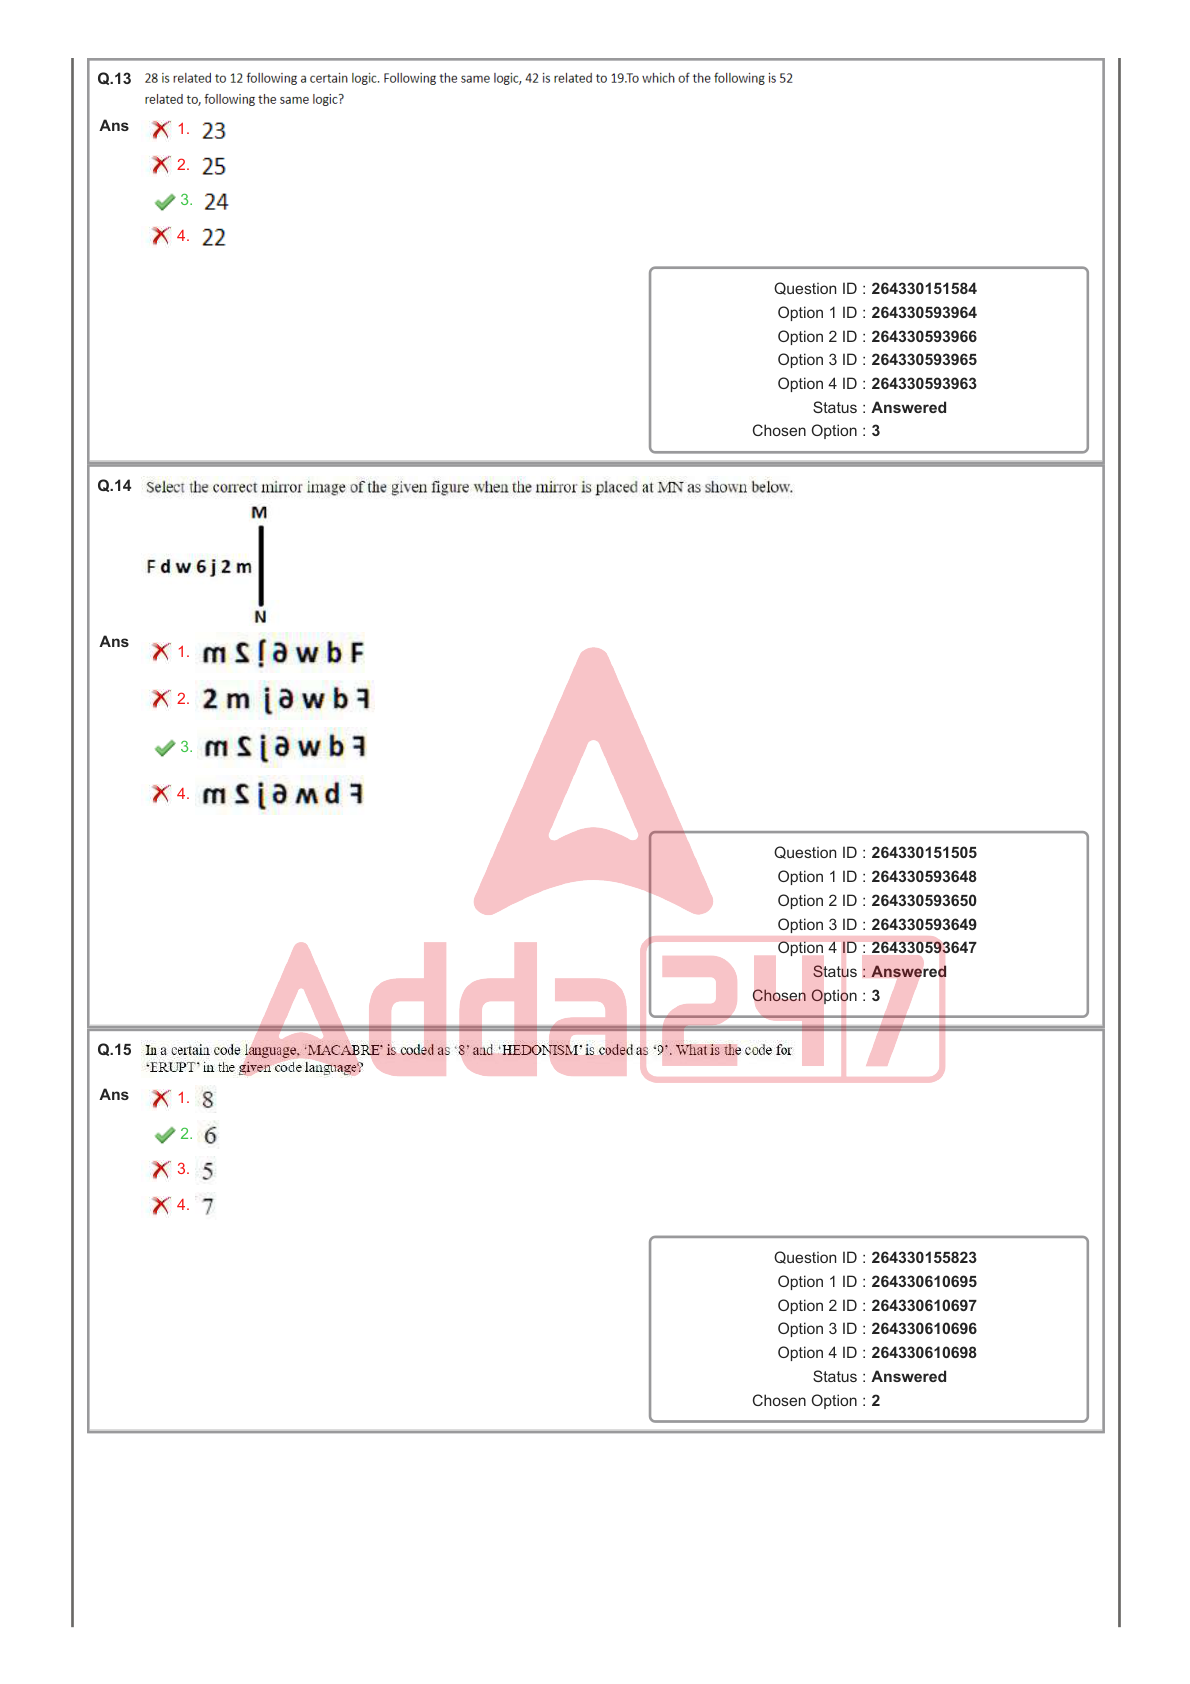 Q.13 28 is related to 12 following a certain logic. Following the same logic, 42 is related to 19.To which of the following is 52
related to, following the same logic?
Ans 1. 23
2. 25
3. 24
4. 22
Question ID : 264330151584
Option 1 ID : 264330593964
Option 2 ID : 264330593966
Option 3 ID : 264330593965
Option 4 ID : 264330593963
Status : Answered
Chosen Option : 3
Q.14 Select the correct mirror image of the given figure when the mirror is placed at MN as shown below.
M
F d w 6 j 2 m
N
Ans 1.
2.
3.
4.
Question ID : 264330151505
Option 1 ID : 264330593648
Option 2 ID : 264330593650
Option 3 ID : 264330593649
Option 4 ID : 264330593647
Status : Answered
Chosen Option : 3
Adda247
Q.15 In a certain code language, ‘MACABRE’ is coded as ‘8’ and ‘HEDONISM’ is coded as ‘9’. What is the code for
‘ERUPT’ in the given code language?
Ans 1. 8
2. 6
3. 5
4. 7
Question ID : 264330155823
Option 1 ID : 264330610695
Option 2 ID : 264330610697
Option 3 ID : 264330610696
Option 4 ID : 264330610698
Status : Answered
Chosen Option : 2